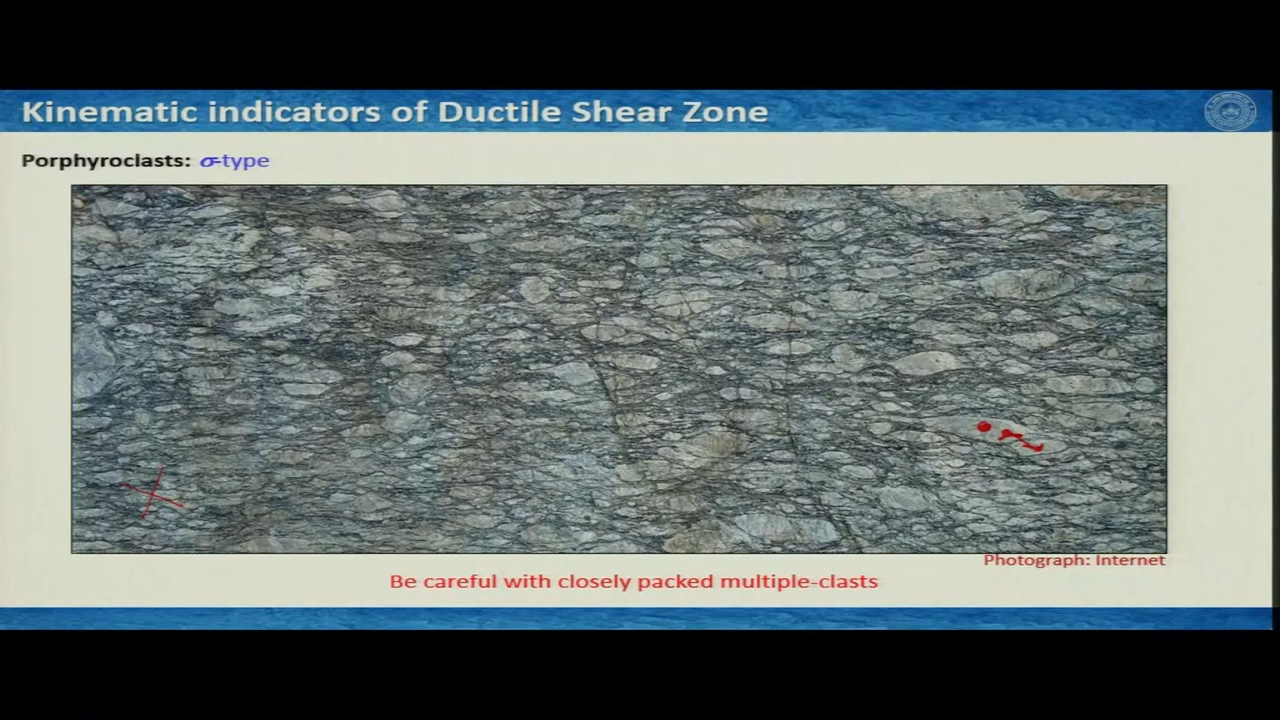 Kinematic indicators of Ductile Shear Zone
Porphyroclasts: σ-type
Photograph: Internet
Be careful with closely packed multiple-clasts